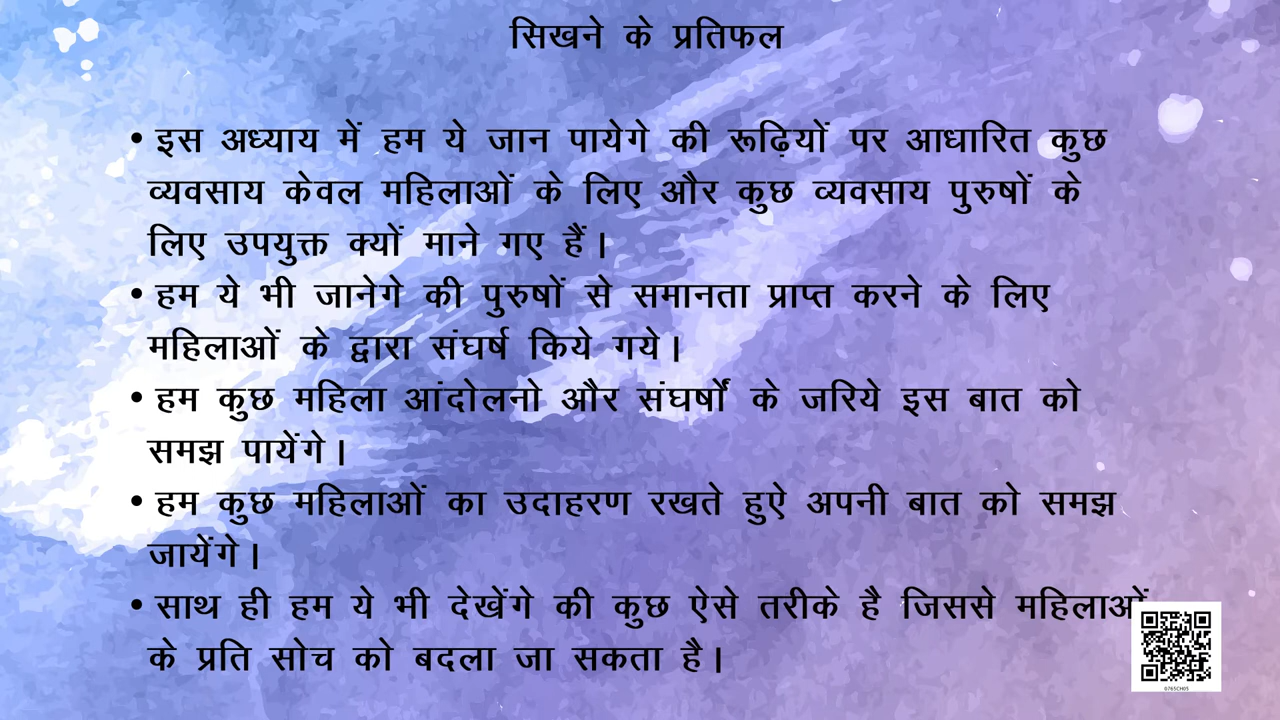 सिखने के प्रतिफल
• इस अध्याय में हम ये जान पायेगे की रूढ़ियों पर आधारित कुछ
व्यवसाय केवल महिलाओं के लिए और कुछ व्यवसाय पुरुषों के
लिए उपयुक्त क्यों माने गए हैं।
• हम ये भी जानेगे की पुरुषों से समानता प्राप्त करने के लिए
महिलाओं के द्वारा संघर्ष किये गये।
• हम कुछ महिला आंदोलनो और संघर्षों के जरिये इस बात को
समझ पायेंगे।
• हम कुछ महिलाओं का उदाहरण रखते हुऐ अपनी बात को समझ
जायेंगे।
• साथ ही हम ये भी देखेंगे की कुछ ऐसे तरीके है जिससे महिलाओं
के प्रति सोच को बदला जा सकता है।
0765CH05